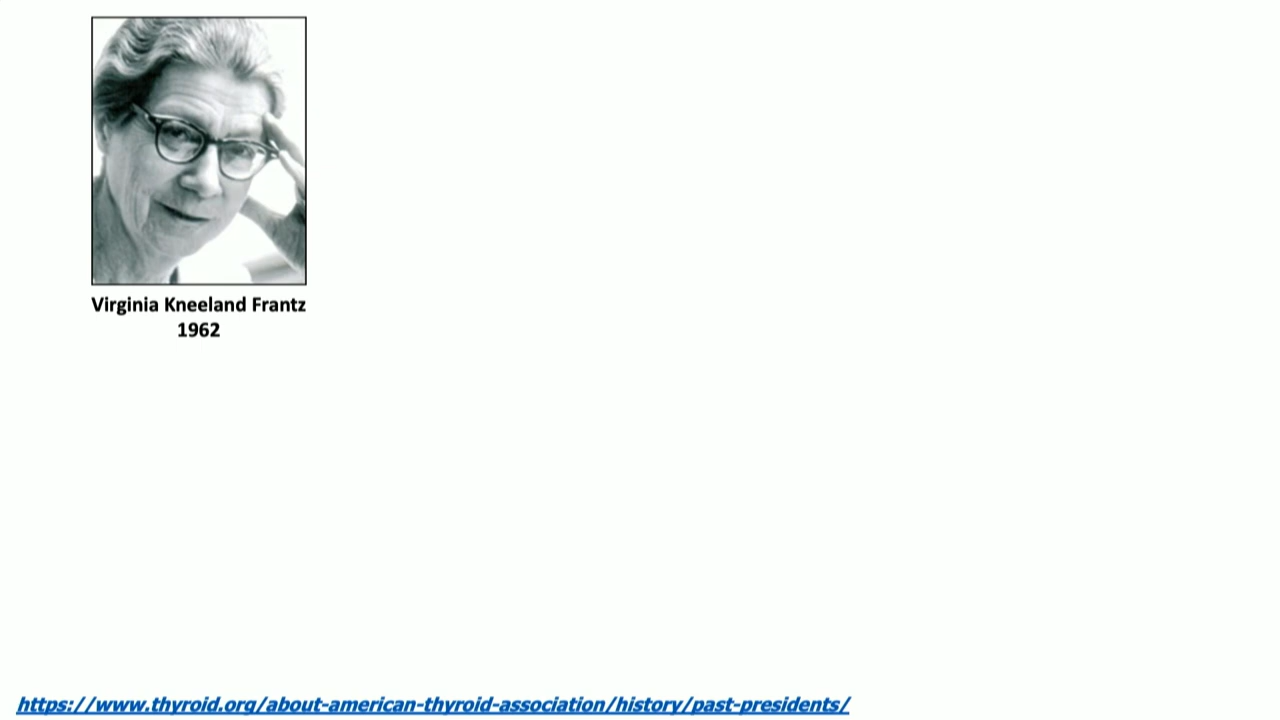 Virginia Kneeland Frantz
1962
https://www.thyroid.org/about-american-thyroid-association/history/past-presidents/